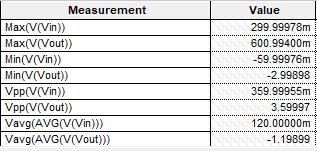 Measurement Value
Max(V(Vin)) 299.99978m
Max(V(Vout)) 600.99400m
Min(V(Vin)) -59.99976m
Min(V(Vout)) -2.99898
Vpp(V(Vin)) 359.99955m
Vpp(V(Vout)) 3.59997
Vavg(AVG(V(Vin))) 120.00000m
Vavg(AVG(V(Vout))) -1.19899